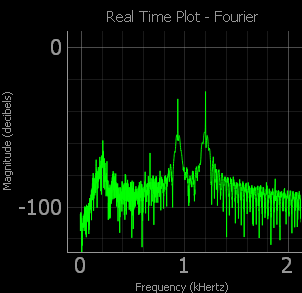 Real Time Plot - Fourier
Magnitude (decibels)
0
-100
0 1 2
Frequency (kHertz)